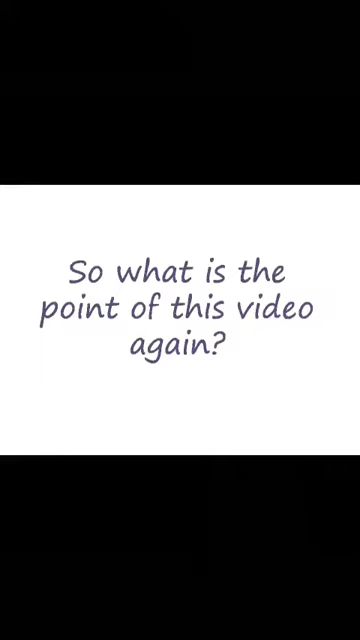 So what is the
point of this video
again?